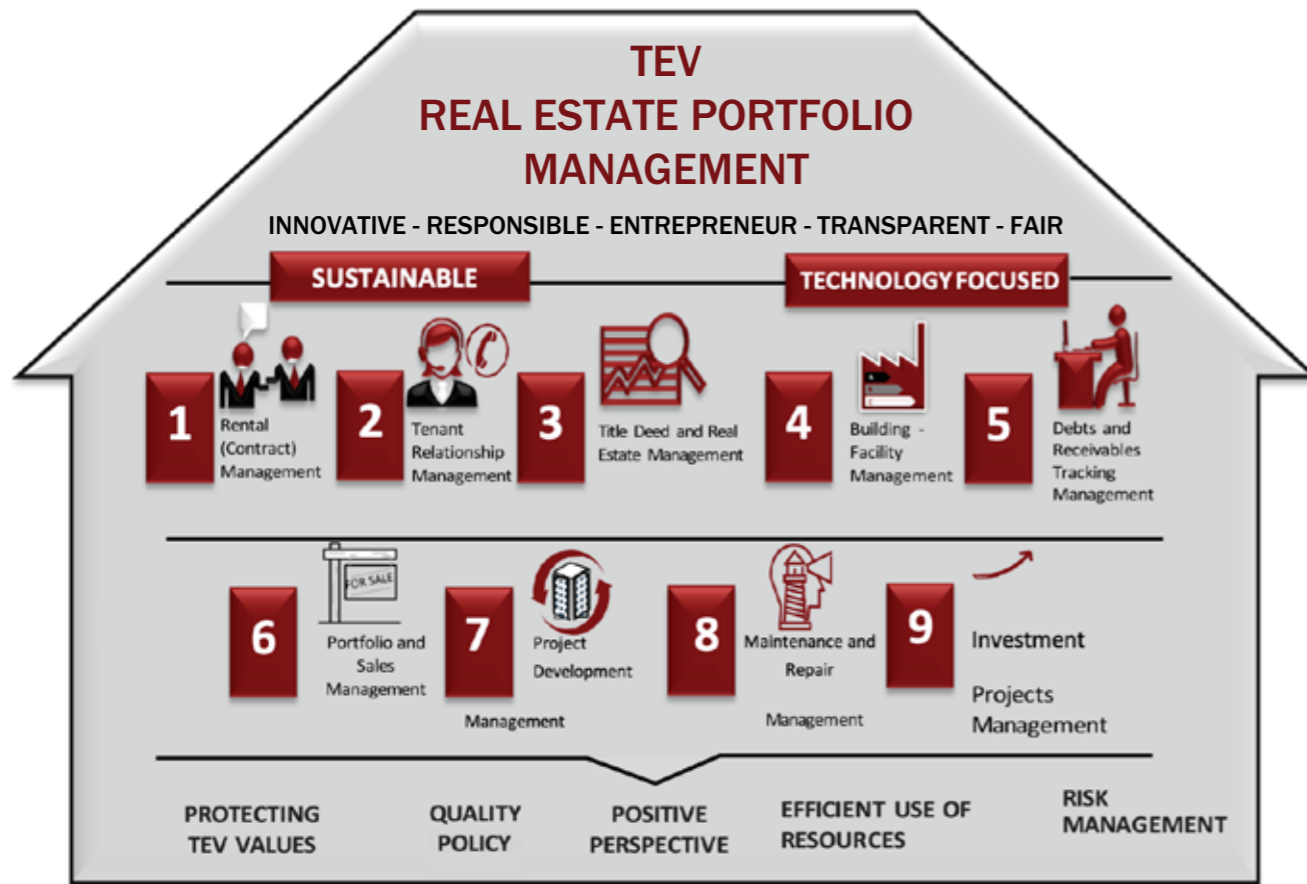 TEV
REAL ESTATE PORTFOLIO
MANAGEMENT
INNOVATIVE - RESPONSIBLE - ENTREPRENEUR - TRANSPARENT - FAIR
SUSTAINABLE
TECHNOLOGY FOCUSED
1
Rental
(Contract)
Management
2
Tenant
Relationship
Management
3
Title Deed and Real
Estate Management
4
A
C
Building -
Facility
Management
5
Debts and
Receivables
Tracking
Management
6
FOR SALE
Portfolio and
Sales
Management
7
Project
Development
Management
8
Maintenance and
Repair
Management
9
Investment
Projects
Management
PROTECTING
TEV VALUES
QUALITY
POLICY
POSITIVE
PERSPECTIVE
EFFICIENT USE OF
RESOURCES
RISK
MANAGEMENT